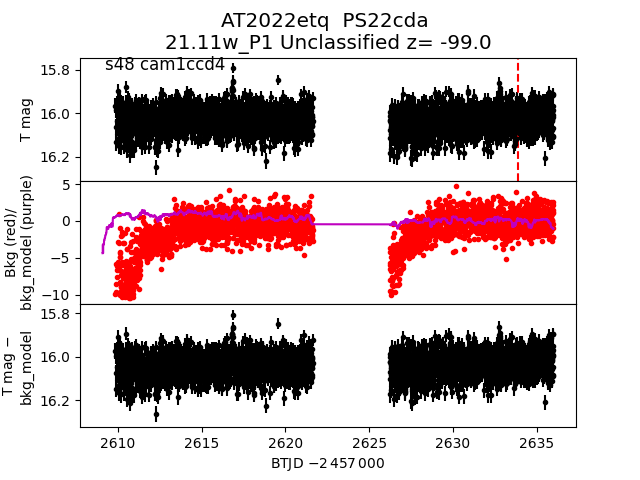 AT2022etq  PS22cda
21.11w_P1 Unclassified z= -99.0
s48 cam1ccd4
15.8
16.0
16.2
T mag
5
0
−5
−10
Bkg (red)/
bkg_model (purple)
15.8
16.0
16.2
T mag −
bkg_model
2610
2615
2620
2625
2630
2635
BTJD −2 457 000